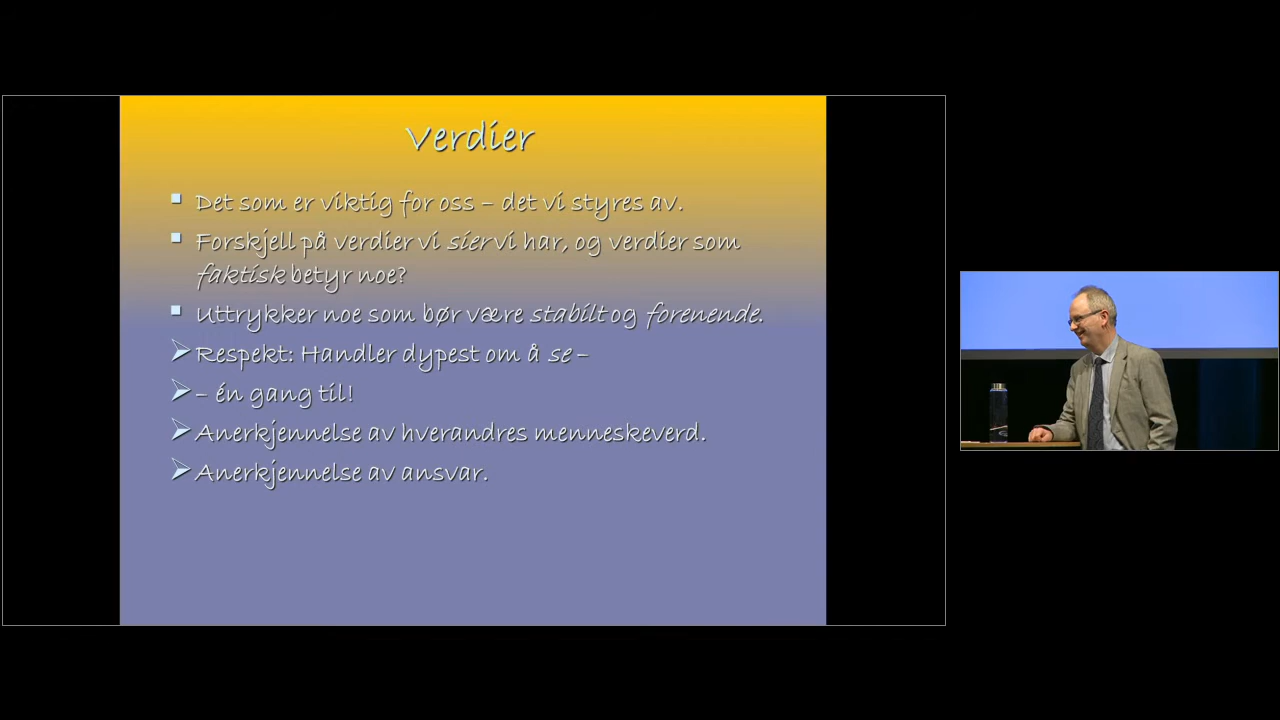 Verdier
Det som er viktig for oss – det vi styres av.
Forskjell på verdier vi sier vi har, og verdier som
faktisk betyr noe?
Uttrykker noe som bør være stabilt og forenende.
Respekt: Handler dypest om å se –
– én gang til!
Anerkjennelse av hverandres menneskeverd.
Anerkjennelse av ansvar.